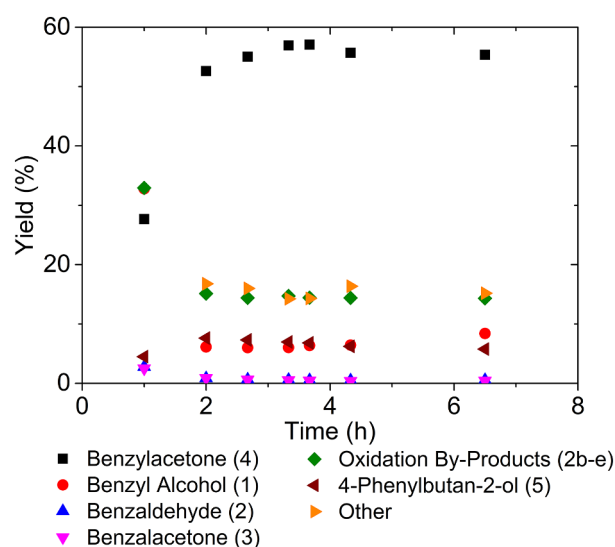 60
40
20
0
Yield (%)
0 2 4 6 8
Time (h)
Benzylacetone (4)
Benzyl Alcohol (1)
Benzaldehyde (2)
Benzalacetone (3)
Oxidation By-Products (2b-e)
4-Phenylbutan-2-ol (5)
Other